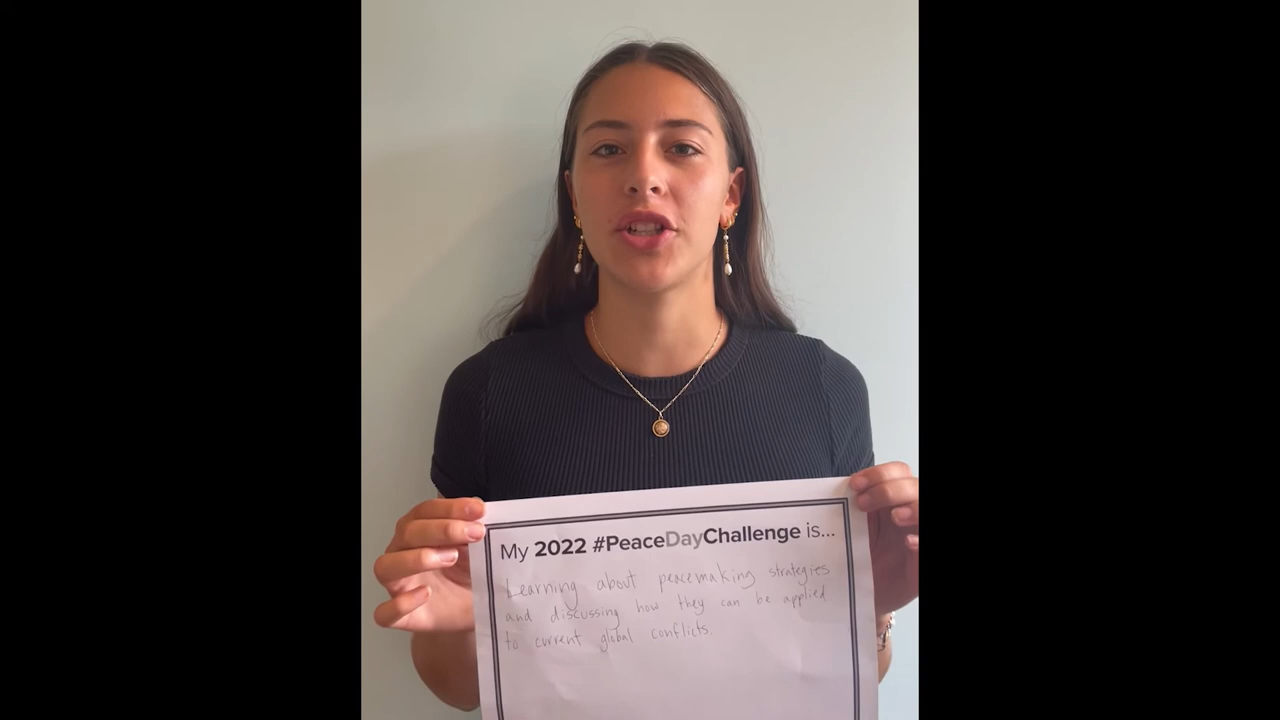 My 2022 #PeaceDayChallenge is...
Learning about peacemaking strategies
and discussing how they can be applied
to current global conflicts.